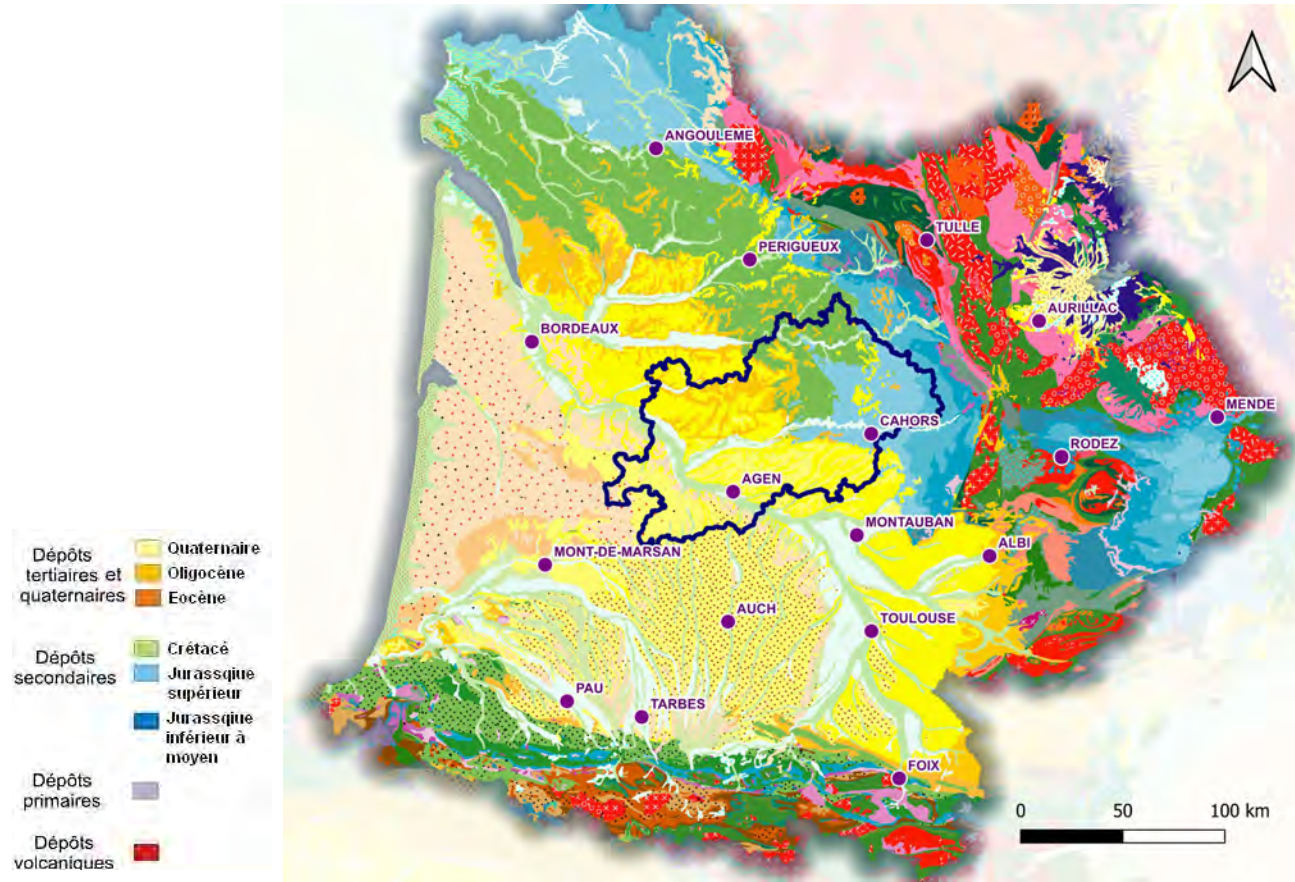 ANGOULEME
TULLE
PERIGUEUX
AURILLAC
BORDEAUX
MENDE
CAHORS
RODEZ
AGEN
MONTAUBAN
ALBI
MONT-DE-MARSAN
AUCH
TOULOUSE
PAU
TARBES
FOIX
0 50 100 km
Dépôts
tertiaires et
quaternaires
Quaternaire
Oligocène
Eocène
Dépôts
secondaires
Crétacé
Jurassqiue
supérieur
Jurassqiue
inférieur à
moyen
Dépôts
primaires
Dépôts
volcaniques